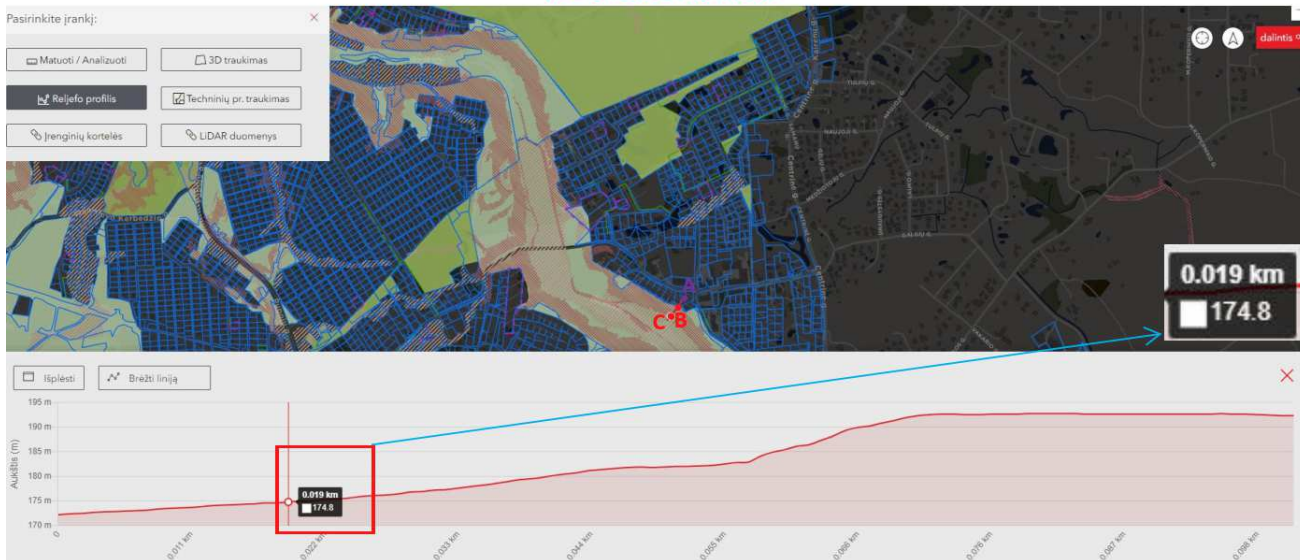 Pasirinkite įrankį:
Matuoti / Analizuoti
3D traukimas
Reljefo profilis
Techninių pr. traukimas
Įrenginių kortelės
LiDAR duomenys
dalintis
Centrinė g.
Centrinė g.
A
C B
0.019 km
174.8
Išplėsti
Brėžti liniją
Aukštis (m)
195 m
190 m
185 m
180 m
175 m
170 m
0.019 km
174.8
0
0.011 km
0.022 km
0.033 km
0.044 km
0.055 km
0.066 km
0.076 km
0.087 km
0.098 km